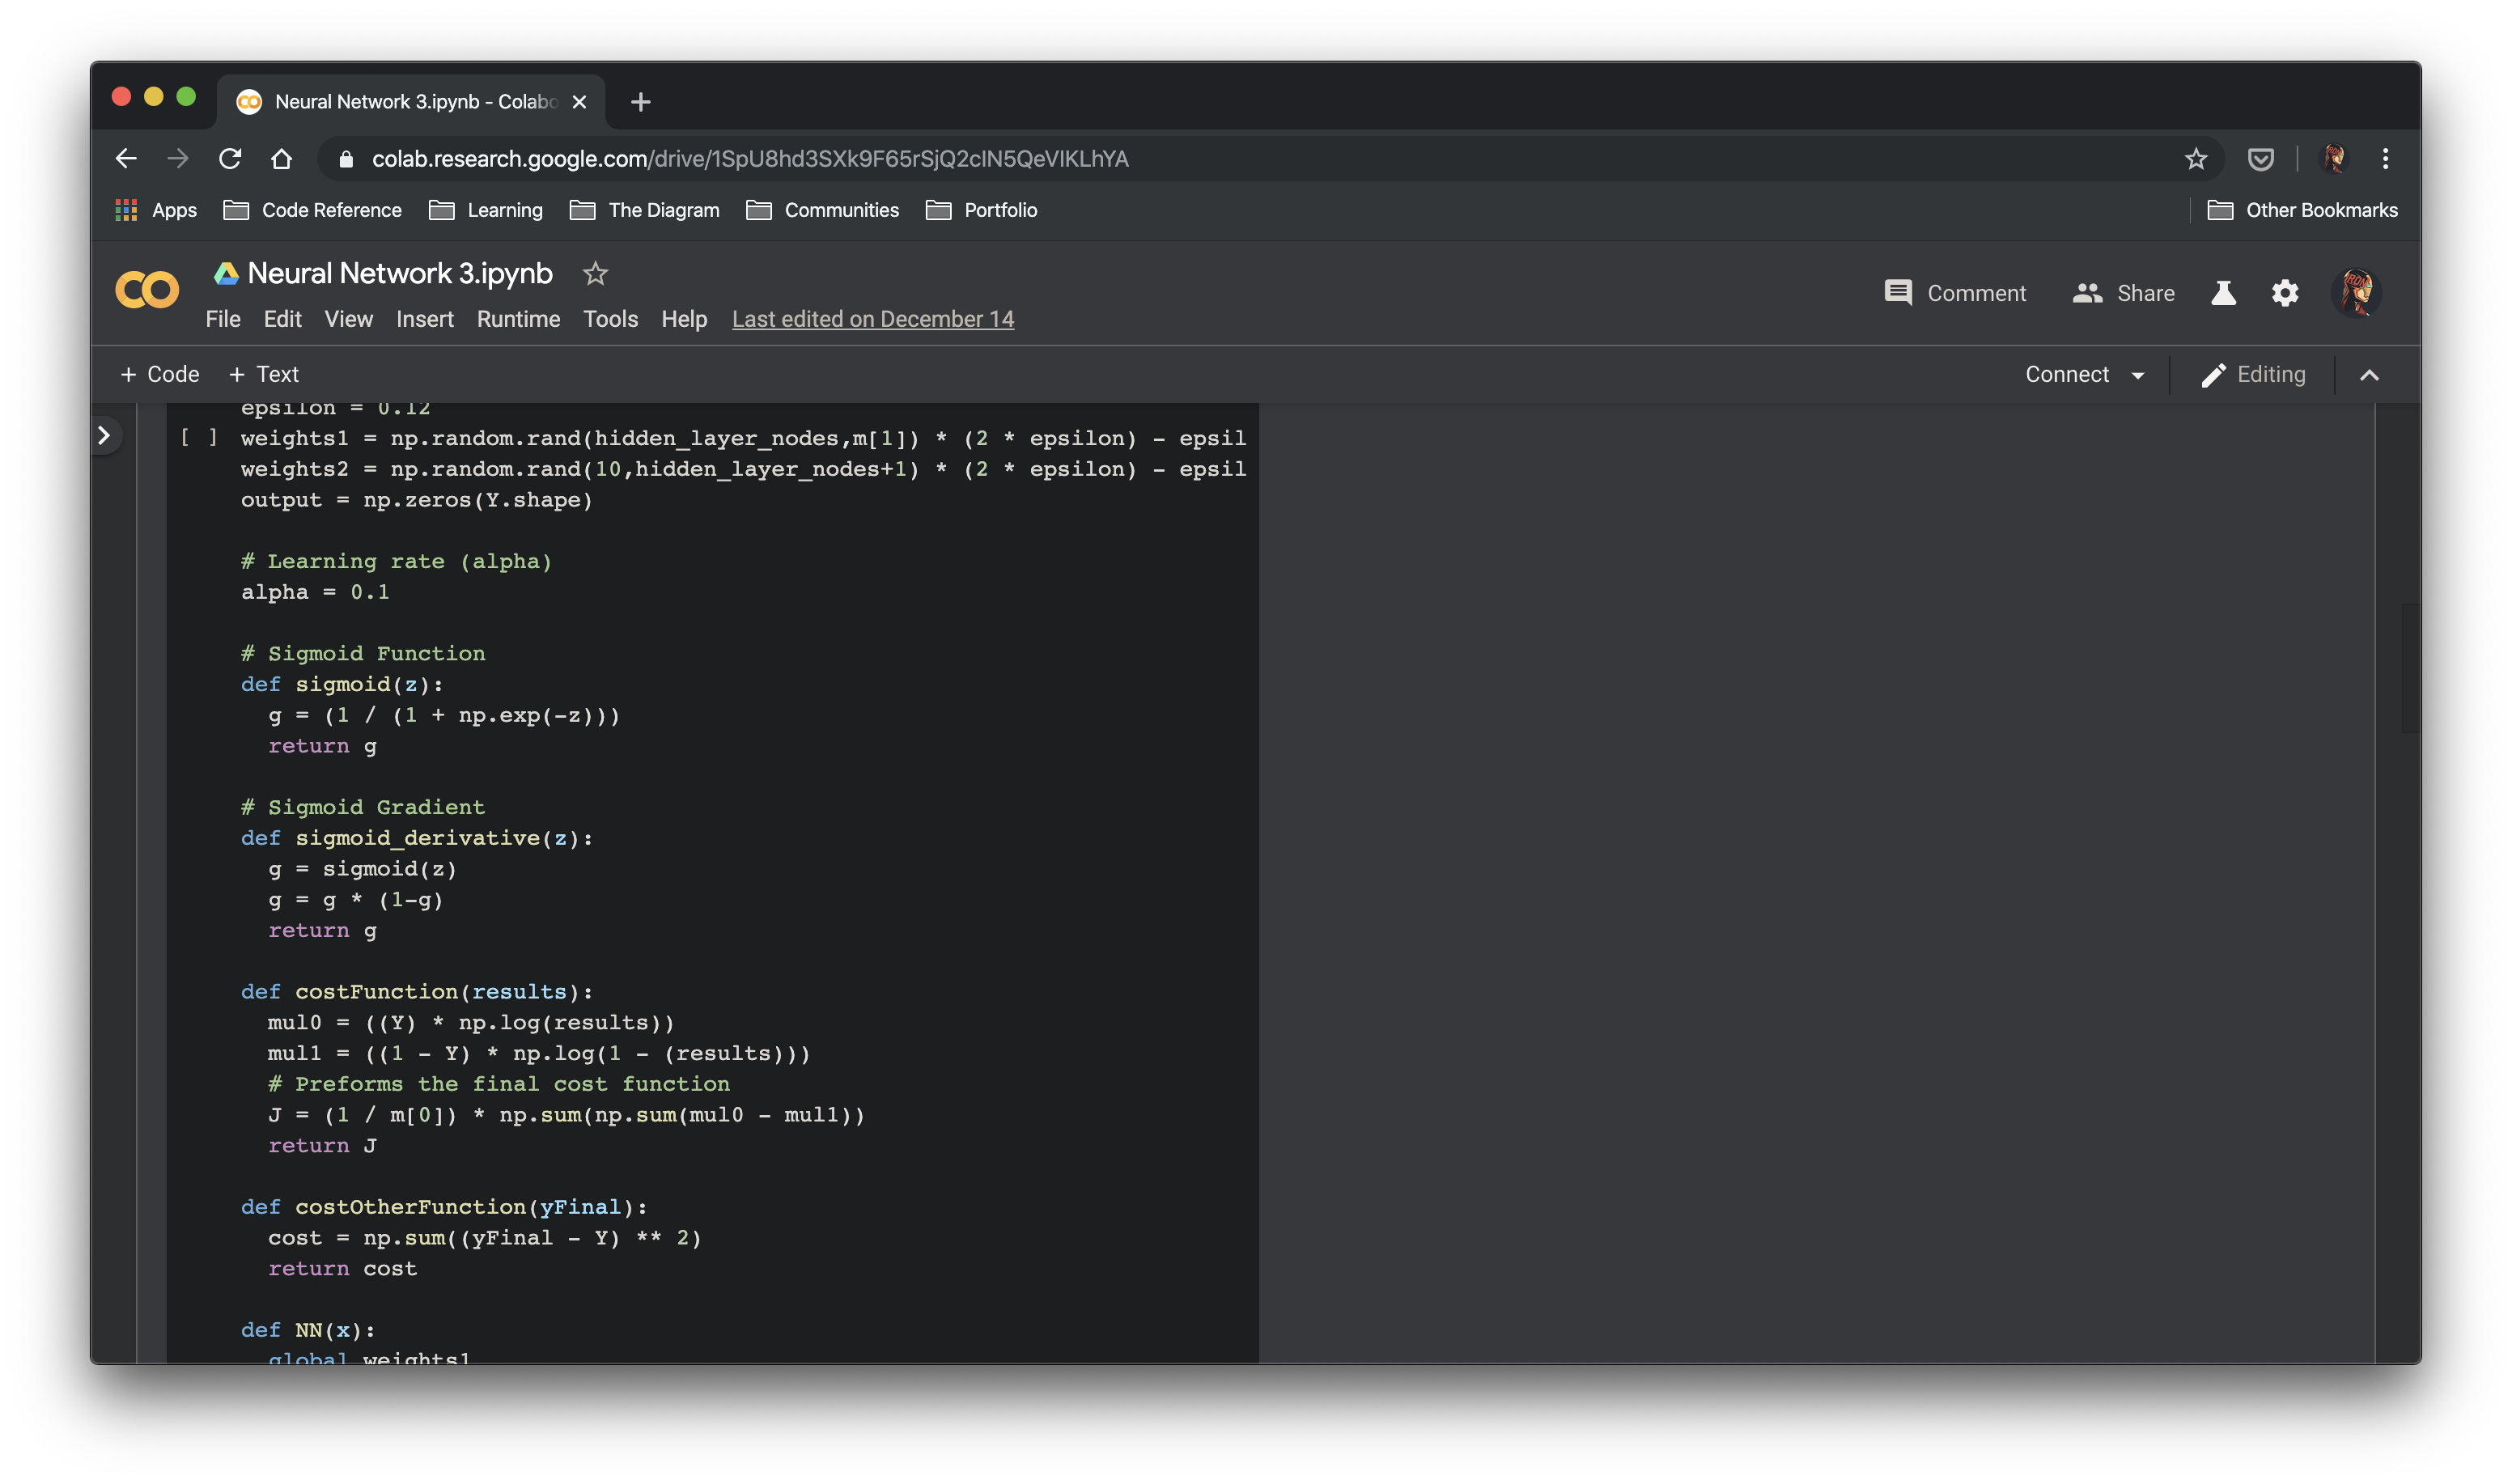 Neural Network 3.ipynb - Colabo
colab.research.google.com/drive/1SpU8hd3SXk9F65rSjQ2cIN5QeVIKLhYA
Apps Code Reference Learning The Diagram Communities Portfolio Other Bookmarks
Neural Network 3.ipynb
Comment Share
File Edit View Insert Runtime Tools Help Last edited on December 14
+ Code + Text Connect Editing
epsilon = 0.12
[ ] weights1 = np.random.rand(hidden_layer_nodes,m[1]) * (2 * epsilon) - epsil
weights2 = np.random.rand(10,hidden_layer_nodes+1) * (2 * epsilon) - epsil
output = np.zeros(Y.shape)
# Learning rate (alpha)
alpha = 0.1
# Sigmoid Function
def sigmoid(z):
g = (1 / (1 + np.exp(-z)))
return g
# Sigmoid Gradient
def sigmoid_derivative(z):
g = sigmoid(z)
g = g * (1-g)
return g
def costFunction(results):
mul0 = ((Y) * np.log(results))
mul1 = ((1 - Y) * np.log(1 - (results)))
# Preforms the final cost function
J = (1 / m[0]) * np.sum(np.sum(mul0 - mul1))
return J
def costOtherFunction(yFinal):
cost = np.sum((yFinal - Y) ** 2)
return cost
def NN(x):
global weights1